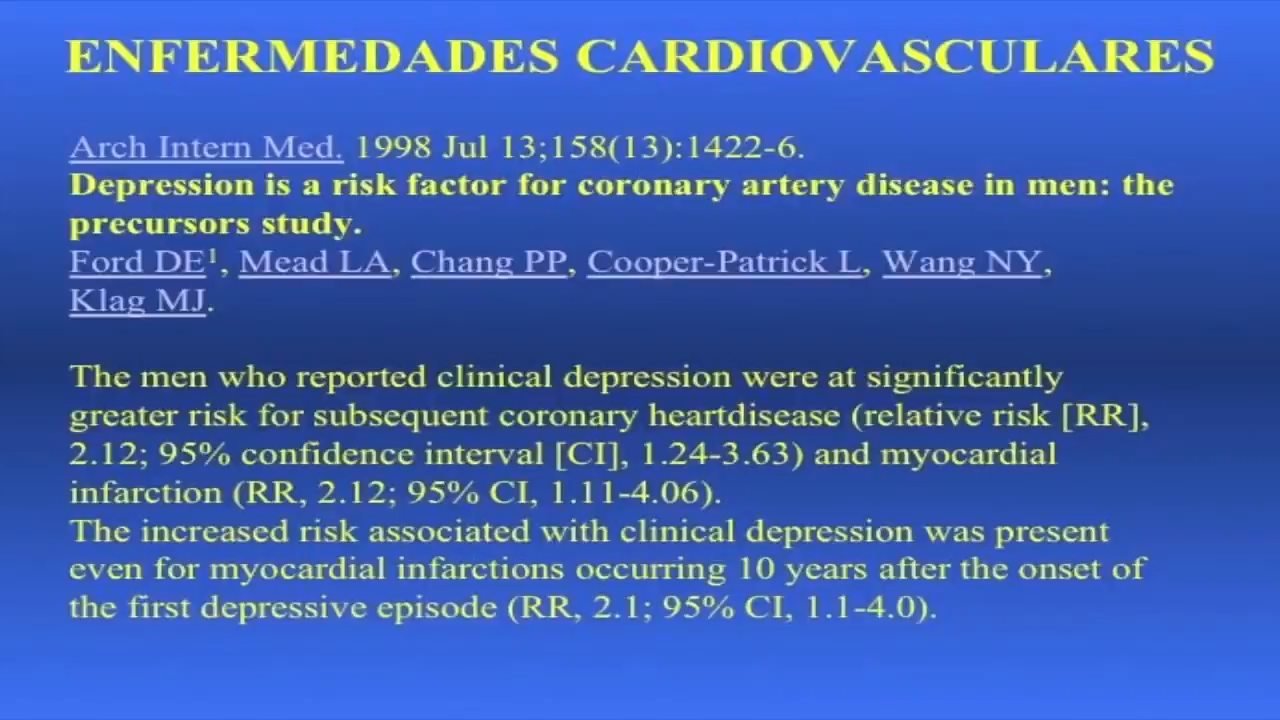 ENFERMEDADES CARDIOVASCULARES
Arch Intern Med. 1998 Jul 13;158(13):1422-6.
Depression is a risk factor for coronary artery disease in men: the
precursors study.
Ford DE¹, Mead LA, Chang PP, Cooper-Patrick L, Wang NY,
Klag MJ.
The men who reported clinical depression were at significantly
greater risk for subsequent coronary heartdisease (relative risk [RR],
2.12; 95% confidence interval [CI], 1.24-3.63) and myocardial
infarction (RR, 2.12; 95% CI, 1.11-4.06).
The increased risk associated with clinical depression was present
even for myocardial infarctions occurring 10 years after the onset of
the first depressive episode (RR, 2.1; 95% CI, 1.1-4.0).